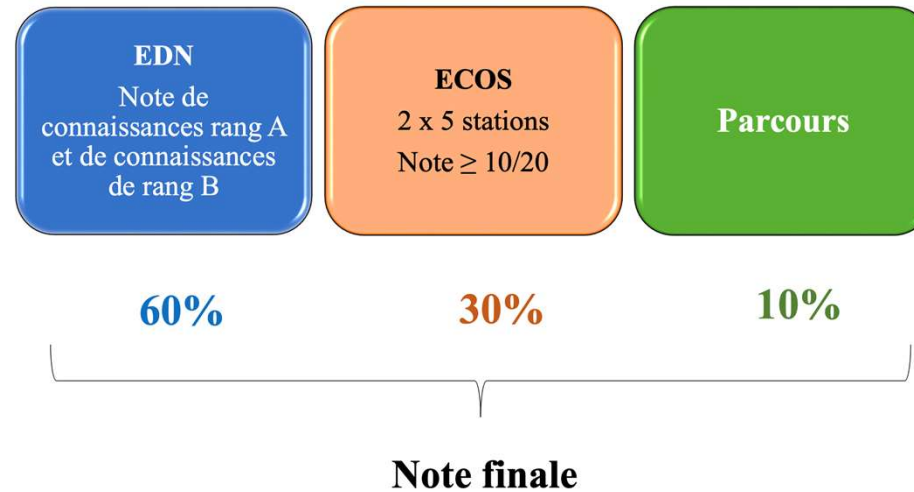 EDN
Note de
connaissances rang A
et de connaissances
de rang B
ECOS
2 x 5 stations
Note ≥ 10/20
Parcours
60%
30%
10%
Note finale